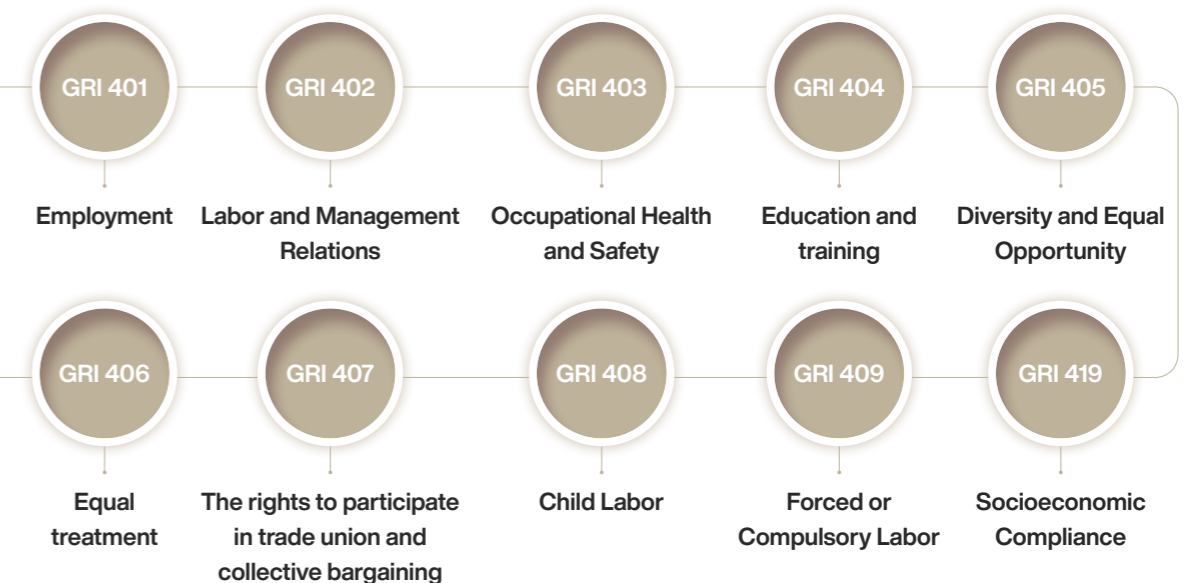 GRI 401
GRI 402
GRI 403
GRI 404
GRI 405
Employment
Labor and Management
Relations
Occupational Health
and Safety
Education and
training
Diversity and Equal
Opportunity
GRI 406
GRI 407
GRI 408
GRI 409
GRI 419
Equal
treatment
The rights to participate
in trade union and
collective bargaining
Child Labor
Forced or
Compulsory Labor
Socioeconomic
Compliance